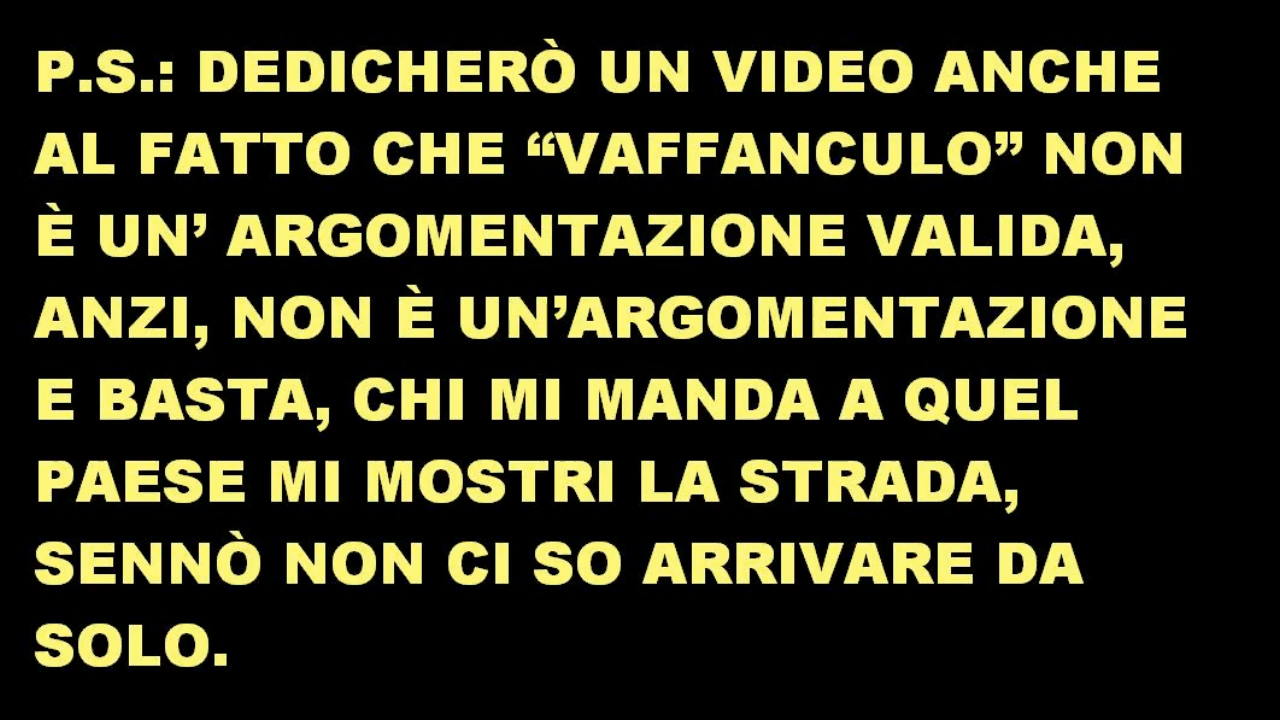 P.S.: DEDICHERÒ UN VIDEO ANCHE
AL FATTO CHE “VAFFANCULO” NON
È UN’ ARGOMENTAZIONE VALIDA,
ANZI, NON È UN’ARGOMENTAZIONE
E BASTA, CHI MI MANDA A QUEL
PAESE MI MOSTRI LA STRADA,
SENNÒ NON CI SO ARRIVARE DA
SOLO.